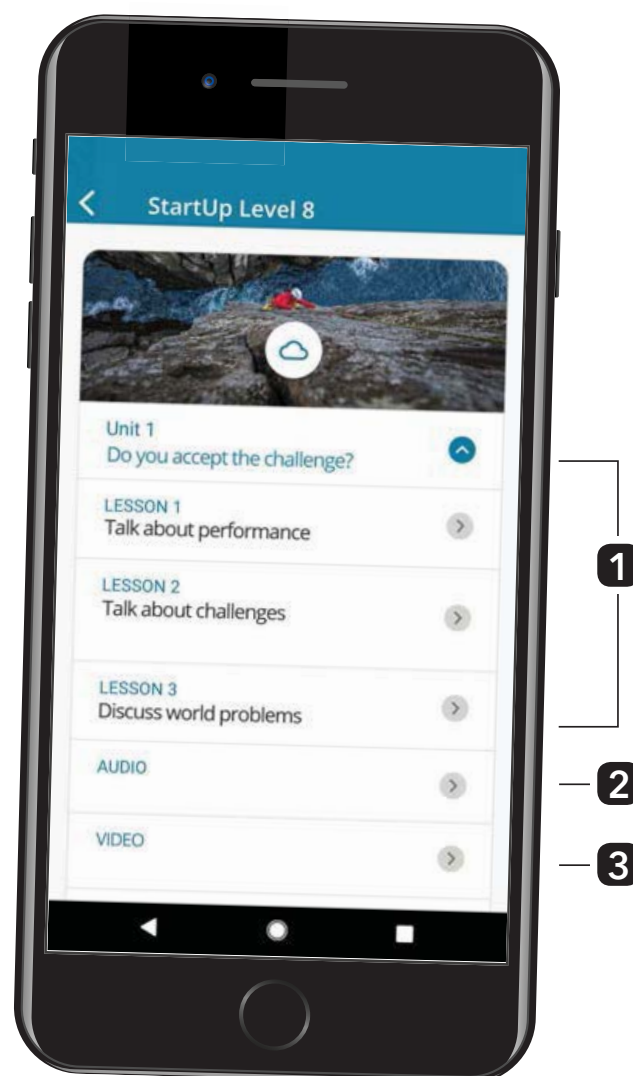 StartUp Level 8
Unit 1
Do you accept the challenge?
LESSON 1
Talk about performance
LESSON 2
Talk about challenges
LESSON 3
Discuss world problems
AUDIO
VIDEO
1
2
3